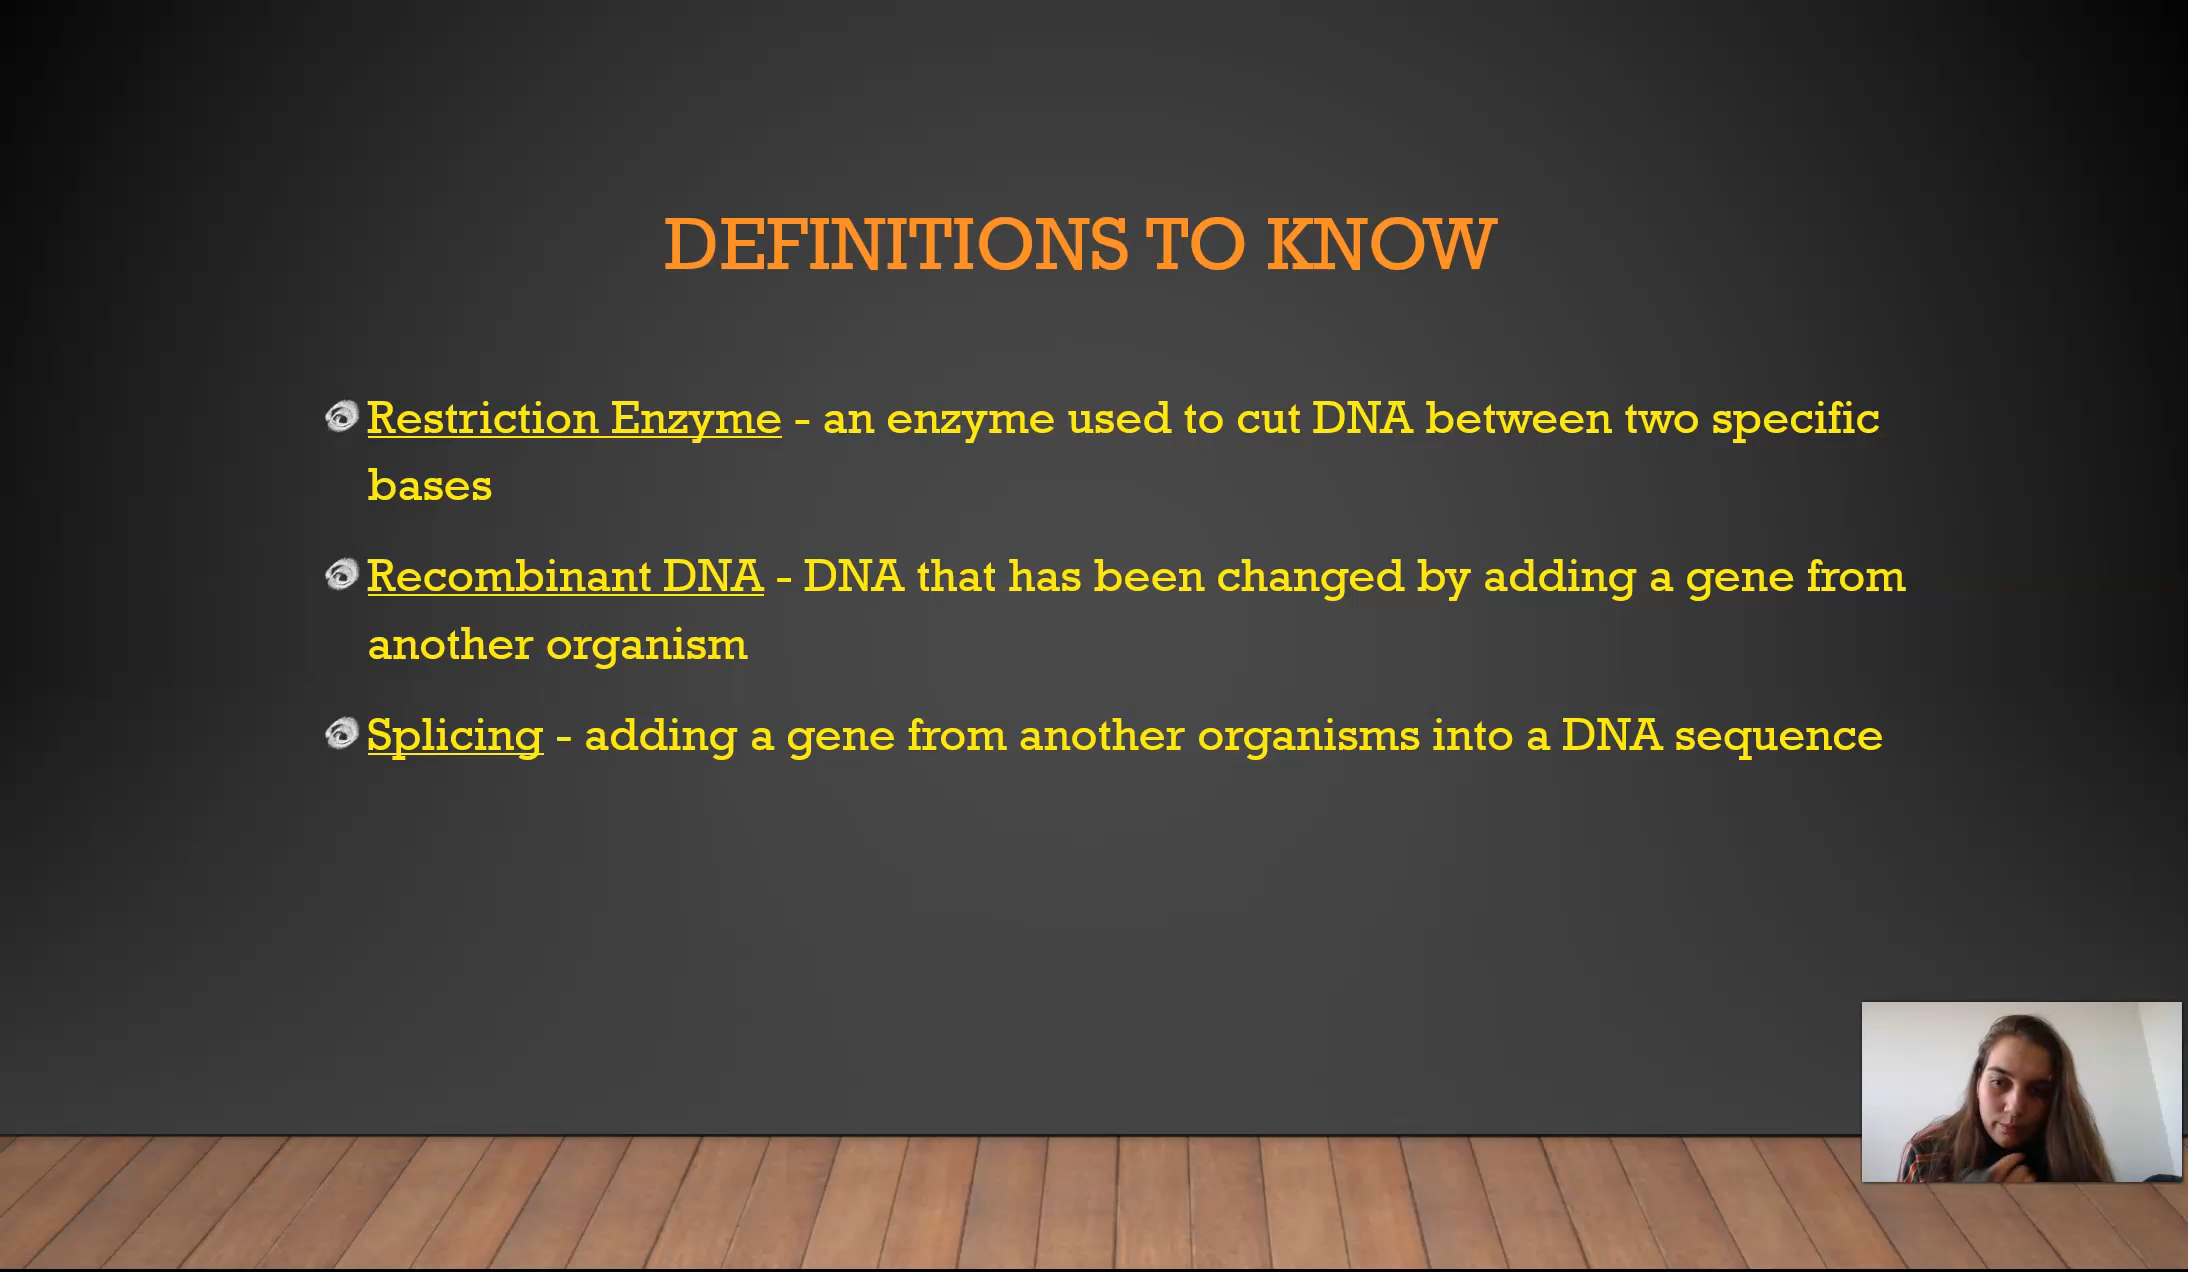 DEFINITIONS TO KNOW
Restriction Enzyme - an enzyme used to cut DNA between two specific
bases
Recombinant DNA - DNA that has been changed by adding a gene from
another organism
Splicing - adding a gene from another organisms into a DNA sequence